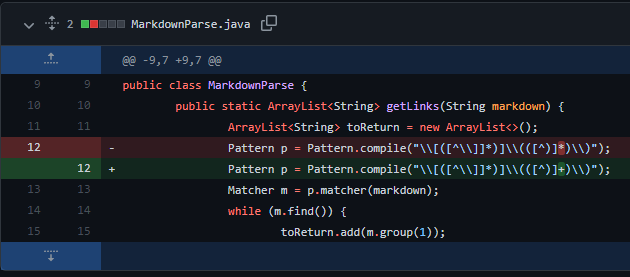 2 MarkdownParse.java
@@ -9,7 +9,7 @@
9 9 public class MarkdownParse {
10 10 public static ArrayList<String> getLinks(String markdown) {
11 11 ArrayList<String> toReturn = new ArrayList<>();
12 - Pattern p = Pattern.compile("\\[([^\\]]*)]\\(([^)]*)\\)");
12 + Pattern p = Pattern.compile("\\[([^\\]]*)]\\(([^)]+)\\)");
13 13 Matcher m = p.matcher(markdown);
14 14 while (m.find()) {
15 15 toReturn.add(m.group(1));